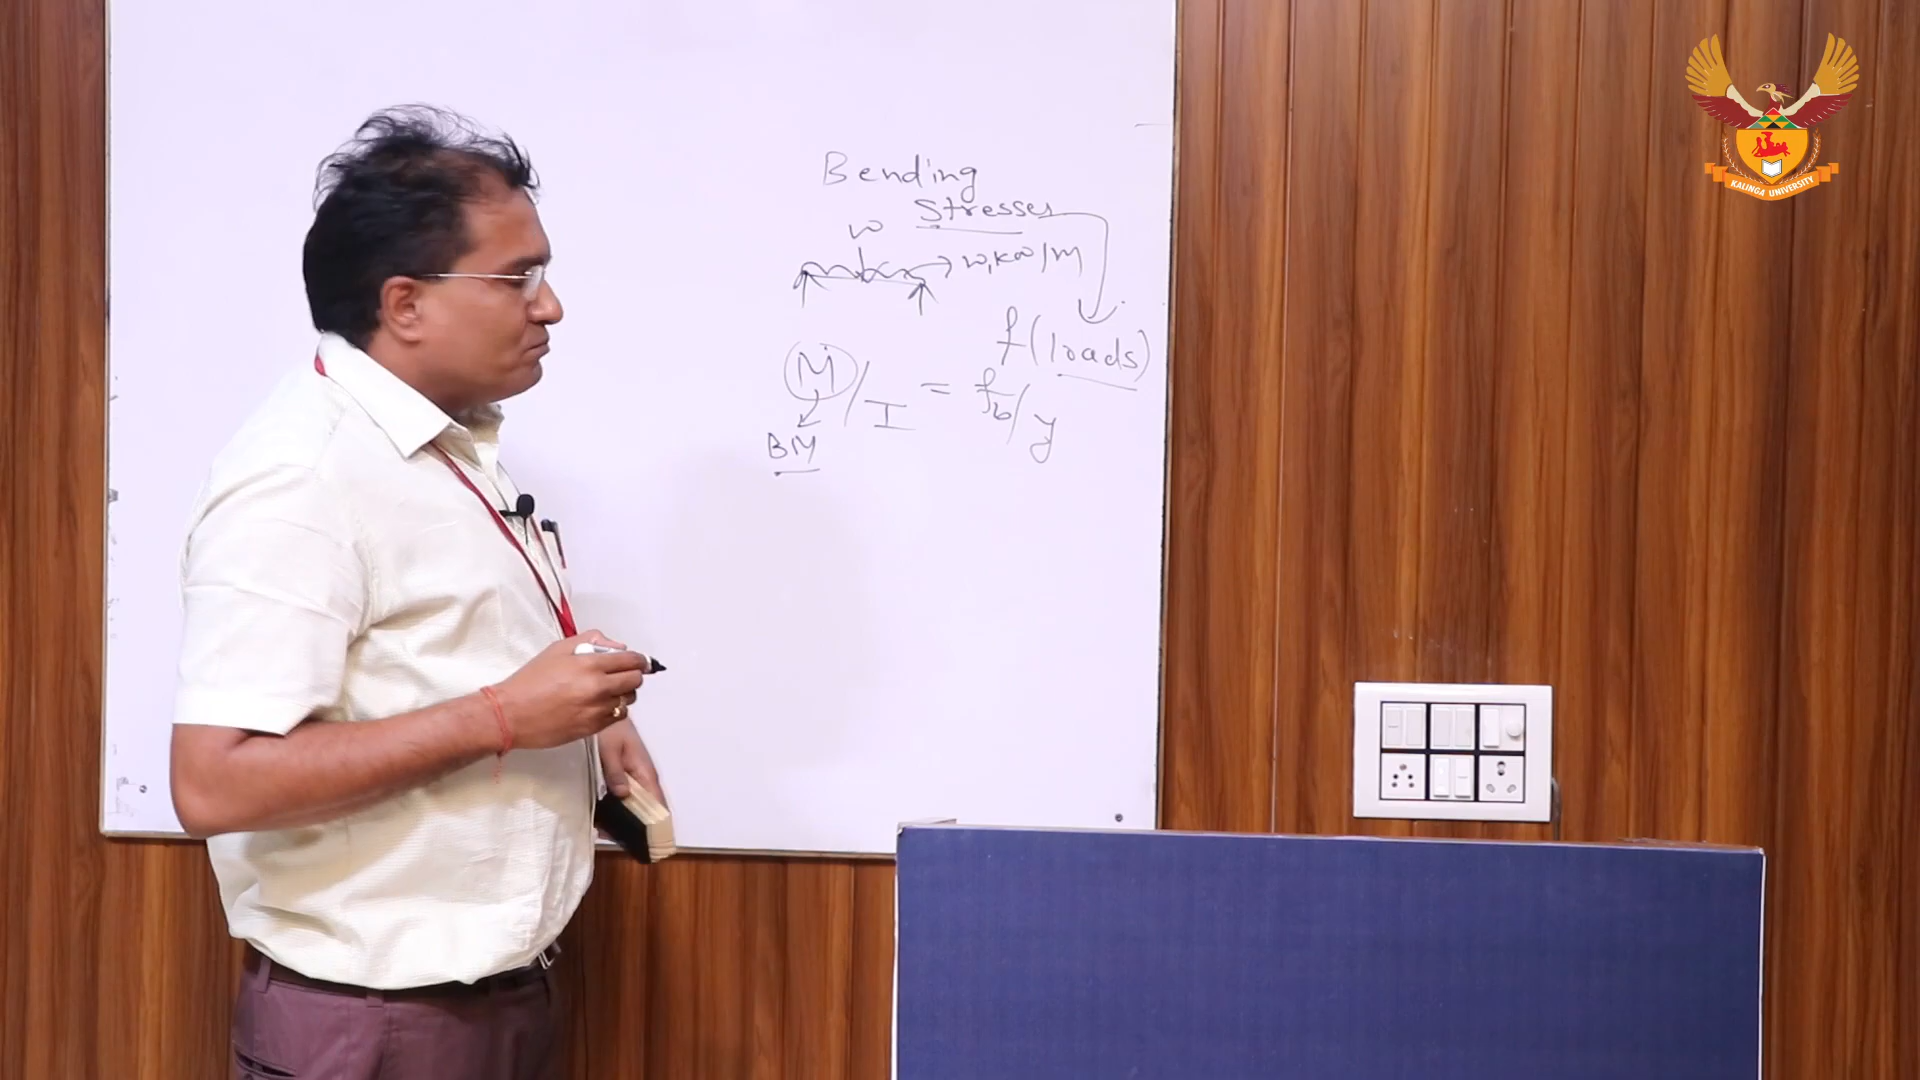 Bending
Stresses
w
w, kN/m
f(loads)
M/I = fb/y
BM
KALINGA UNIVERSITY